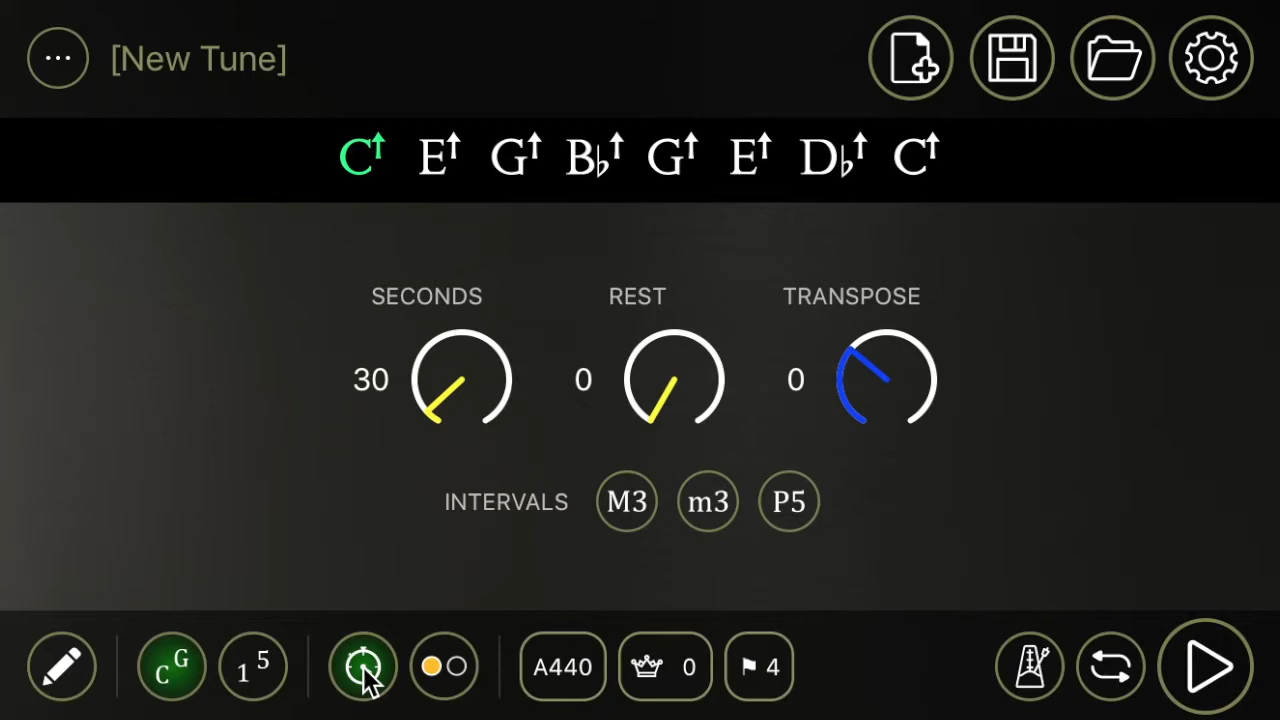 [New Tune]
C↑ E↑ G↑ B♭↑ G↑ E↑ D♭↑ C↑
SECONDS REST TRANSPOSE
30 0 0
INTERVALS M3 m3 P5
C G 1 5 A440 0 4